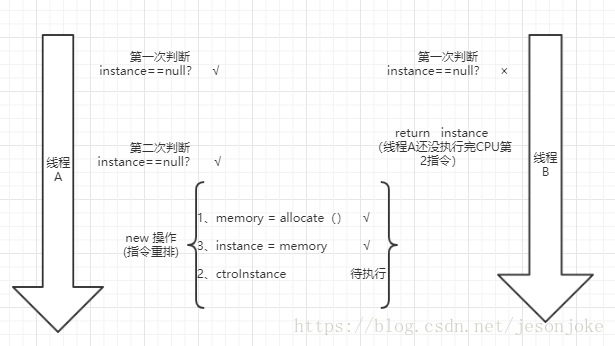 第一次判断
instance==null? √
第一次判断
instance==null? ×
return instance
(线程A还没执行完CPU第
2指令)
线程
A
第二次判断
instance==null? √
线程
B
1、memory = allocate（） √
new 操作
(指令重排)
3、instance = memory √
2、ctroInstance 待执行
https://blog.csdn.net/jesonjoke